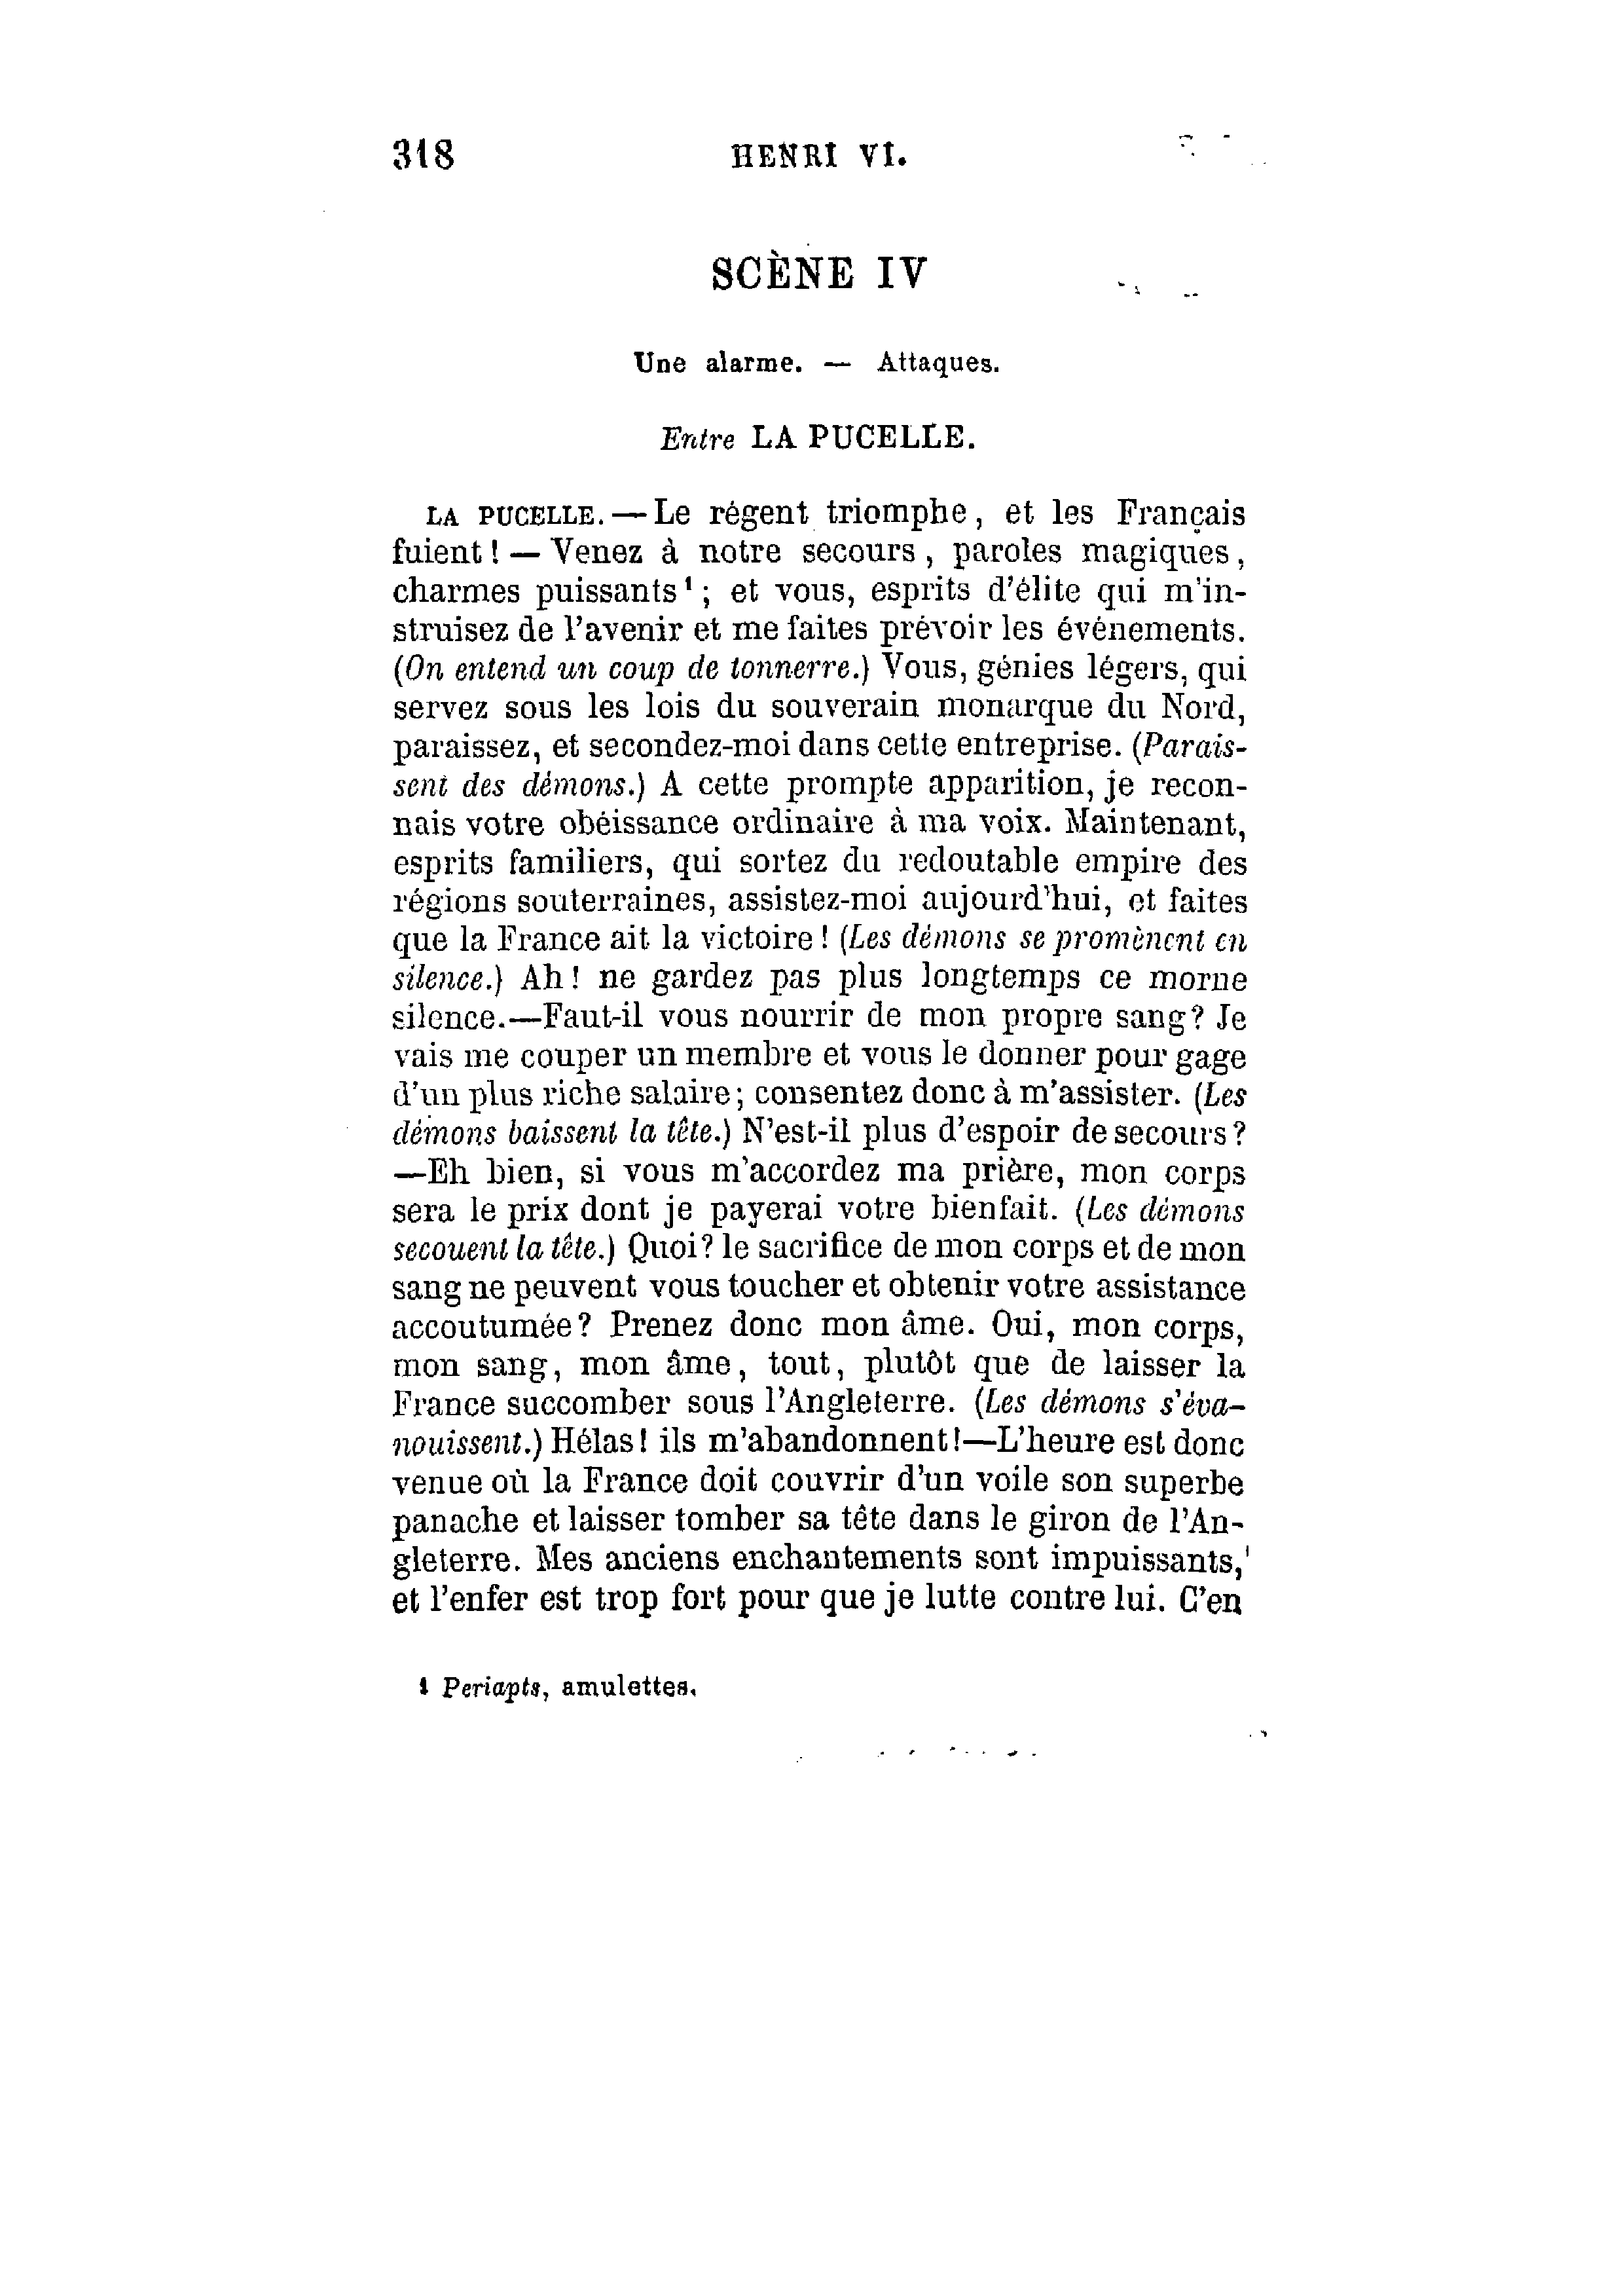 318 HENRI VI.
SCÈNE IV
Une alarme. — Attaques.
Entre LA PUCELLE.
LA PUCELLE. — Le régent triomphe, et les Français
fuient ! — Venez à notre secours, paroles magiques,
charmes puissants¹ ; et vous, esprits d'élite qui m'in-
struisez de l'avenir et me faites prévoir les événements.
(On entend un coup de tonnerre.) Vous, génies légers, qui
servez sous les lois du souverain monarque du Nord,
paraissez, et secondez-moi dans cette entreprise. (Parais-
sent des démons.) A cette prompte apparition, je recon-
nais votre obéissance ordinaire à ma voix. Maintenant,
esprits familiers, qui sortez du redoutable empire des
régions souterraines, assistez-moi aujourd'hui, et faites
que la France ait la victoire ! (Les démons se promènent en
silence.) Ah ! ne gardez pas plus longtemps ce morne
silence.—Faut-il vous nourrir de mon propre sang? Je
vais me couper un membre et vous le donner pour gage
d'un plus riche salaire; consentez donc à m'assister. (Les
démons baissent la tête.) N'est-il plus d'espoir de secours?
—Eh bien, si vous m'accordez ma prière, mon corps
sera le prix dont je payerai votre bienfait. (Les démons
secouent la tête.) Quoi? le sacrifice de mon corps et de mon
sang ne peuvent vous toucher et obtenir votre assistance
accoutumée? Prenez donc mon âme. Oui, mon corps,
mon sang, mon âme, tout, plutôt que de laisser la
France succomber sous l'Angleterre. (Les démons s'éva-
nouissent.) Hélas! ils m'abandonnent!—L'heure est donc
venue où la France doit couvrir d'un voile son superbe
panache et laisser tomber sa tête dans le giron de l'An-
gleterre. Mes anciens enchantements sont impuissants,
et l'enfer est trop fort pour que je lutte contre lui. C'en
1 Periapts, amulettes.